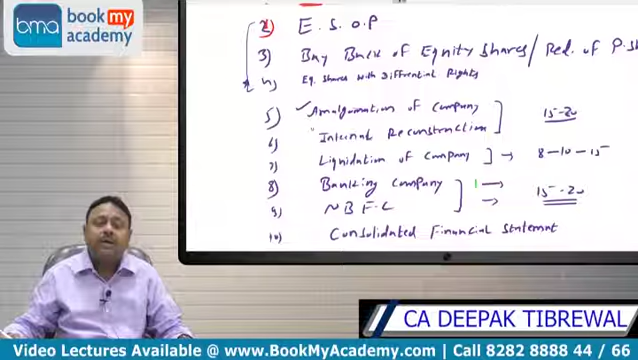 bma
book my
academy
2) E. S. O. P
3) Buy Back of Equity Shares / Red. of P. Sh
4) Eq. Shares with Diffrential Rights
5) Amalgamation of Company
15-20
6) Internal Reconstruction
7) Liquidation of Company → 8-10-15
8) Banking Company 1 →
15-20
9) N B F C →
10) Consolidated Financial Statemat
CA DEEPAK TIBREWAL
Video Lectures Available @ www.BookMyAcademy.com/ Call 8282 8888 44 / 66